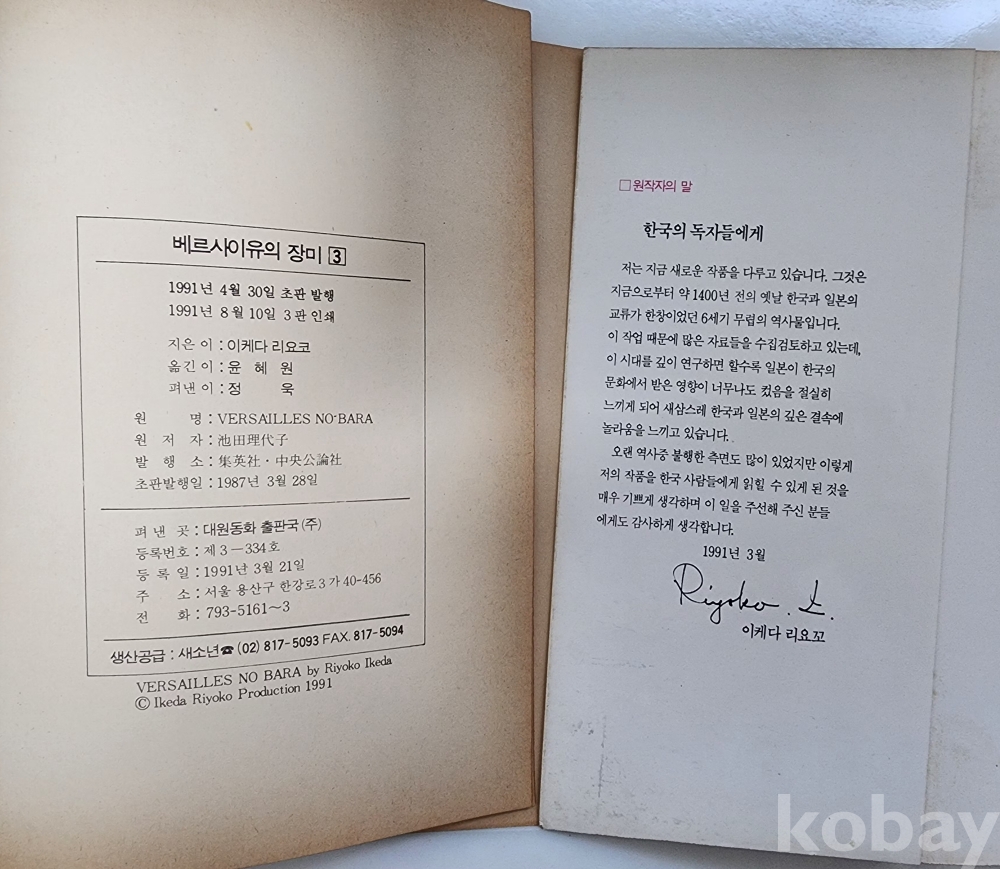 베르사이유의 장미 3
1991년 4월 30일 초판 발행
1991년 8월 10일 3판 인쇄
지은이 : 이케다 리요코
옮긴이 : 윤 혜 원
펴낸이 : 정 욱
원 명 : VERSAILLES NO-BARA
원 저 자 : 池田理代子
발 행 소 : 集英社・中央公論社
초판발행일 : 1987년 3월 28일
펴 낸 곳 : 대원동화 출판국(주)
등록번호 : 제 3-334호
등 록 일 : 1991년 3월 21일
주 소 : 서울 용산구 한강로3가 40-456
전 화 : 793-5161~3
생산공급 : 새소년☎(02) 817-5093 FAX. 817-5094
VERSAILLES NO BARA by Riyoko Ikeda
© Ikeda Riyoko Production 1991
□원작자의 말
한국의 독자들에게
저는 지금 새로운 작품을 다루고 있습니다. 그것은
지금으로부터 약 1400년 전의 옛날 한국과 일본의
교류가 한창이었던 6세기 무렵의 역사물입니다.
이 작업 때문에 많은 자료들을 수집검토하고 있는데,
이 시대를 깊이 연구하면 할수록 일본이 한국의
문화에서 받은 영향이 너무나도 컸음을 절실히
느끼게 되어 새삼스레 한국과 일본의 깊은 결속에
놀라움을 느끼고 있습니다.
오랜 역사중 불행한 측면도 많이 있었지만 이렇게
저의 작품을 한국 사람들에게 읽힐 수 있게 된 것을
매우 기쁘게 생각하며 이 일을 주선해 주신 분들
에게도 감사하게 생각합니다.
1991년 3월
Riyoko. I.
이케다 리요꼬
kobay